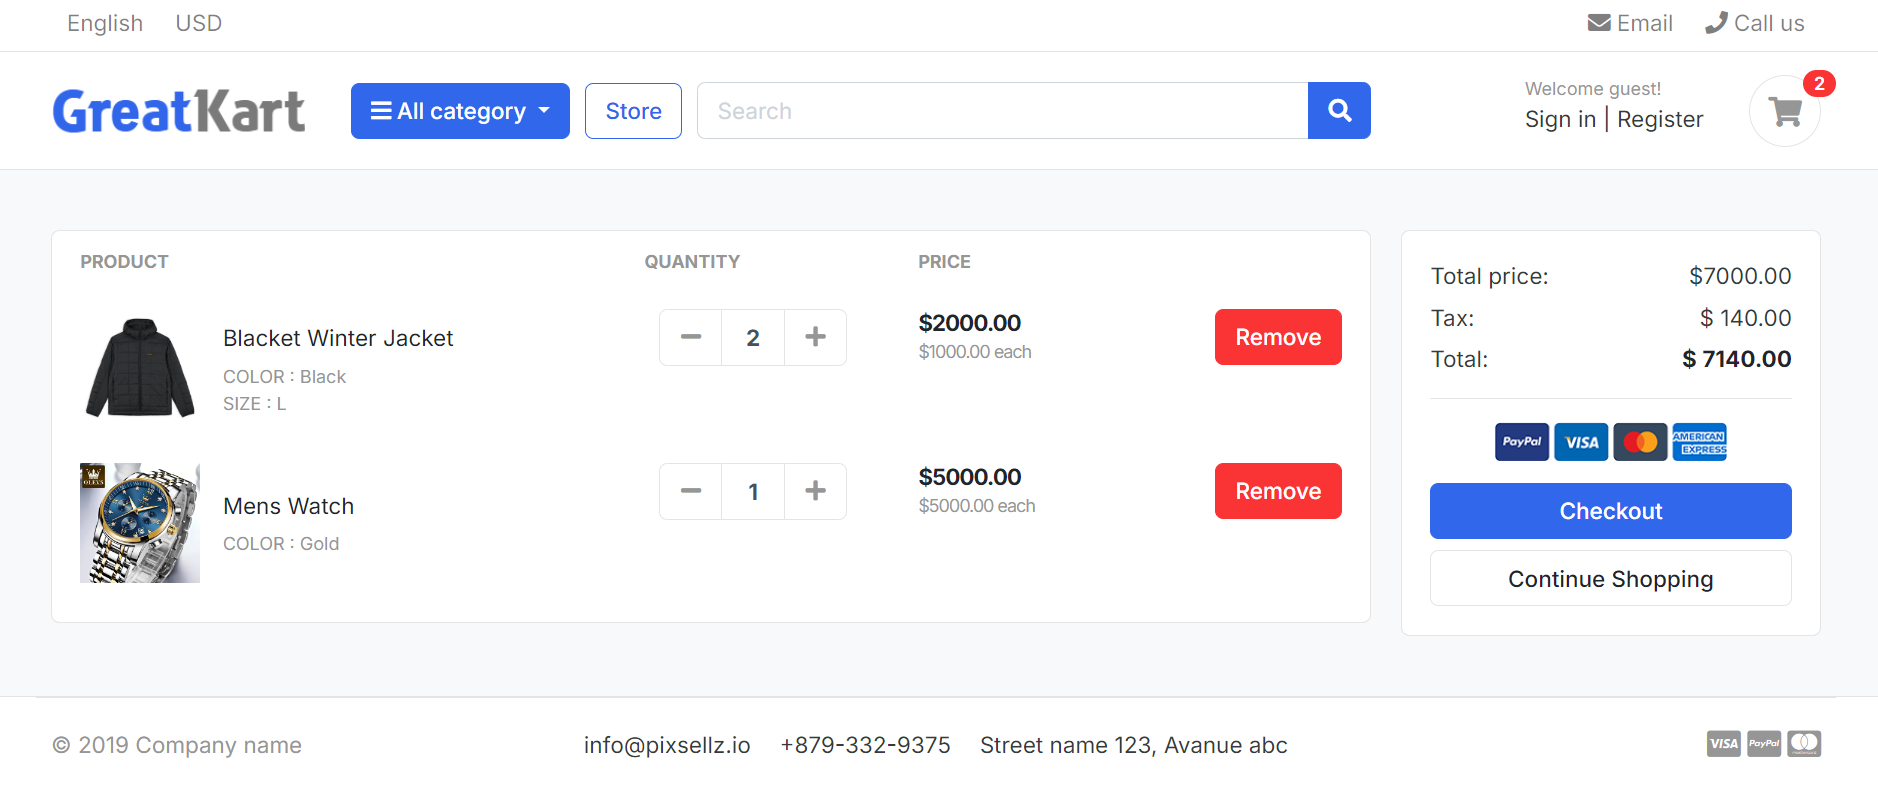 English USD Email Call us
GreatKart All category Store Search Welcome guest! 2
Sign in | Register
PRODUCT QUANTITY PRICE
Blacket Winter Jacket
COLOR : Black
SIZE : L
2
$2000.00
$1000.00 each
Remove
OLEVS
Mens Watch
COLOR : Gold
1
$5000.00
$5000.00 each
Remove
Total price: $7000.00
Tax: $ 140.00
Total: $ 7140.00
PayPal VISA AMERICAN EXPRESS
Checkout
Continue Shopping
© 2019 Company name info@pixsellz.io +879-332-9375 Street name 123, Avanue abc VISA PayPal